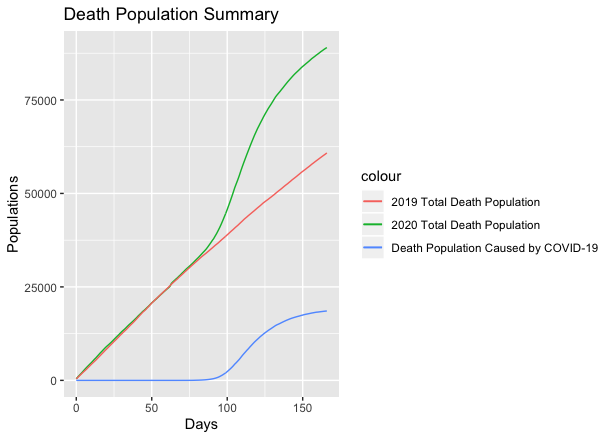 Death Population Summary
75000
50000
25000
0
Populations
0 50 100 150
Days
colour
2019 Total Death Population
2020 Total Death Population
Death Population Caused by COVID-19